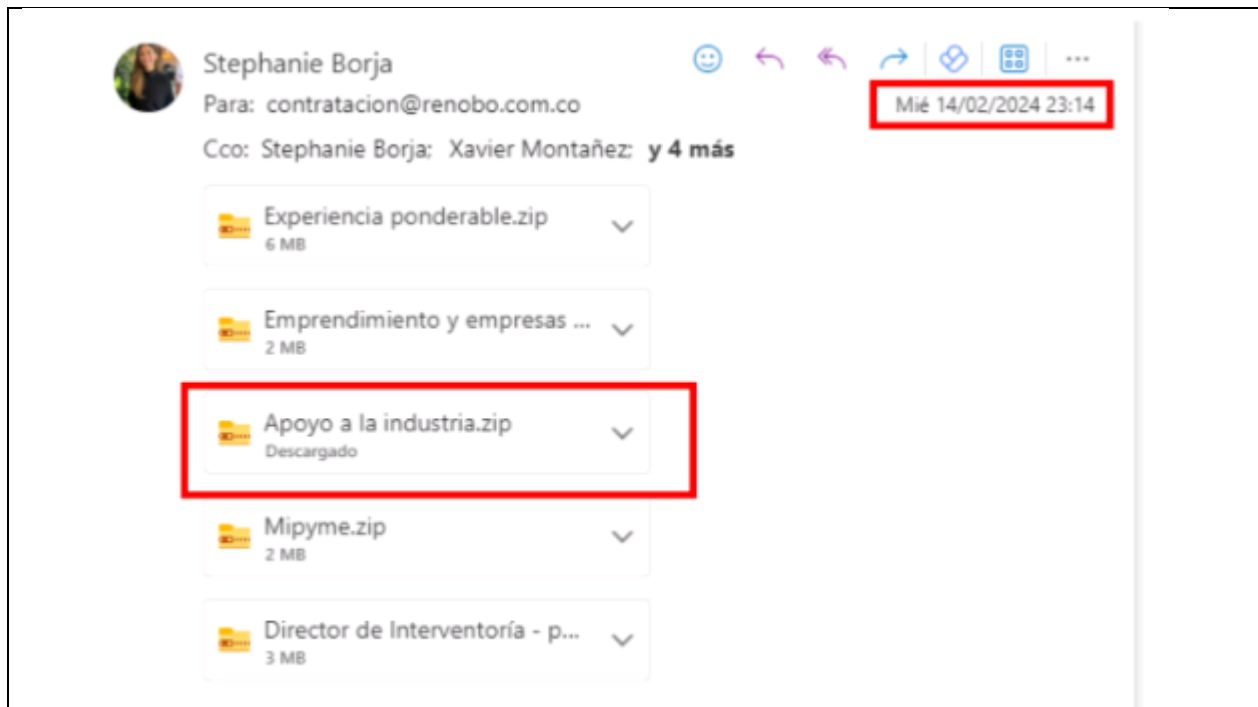 Stephanie Borja
Para: contratacion@renobo.com.co
Mié 14/02/2024 23:14
Cco: Stephanie Borja; Xavier Montañez; y 4 más
Experiencia ponderable.zip
6 MB
Emprendimiento y empresas ...
2 MB
Apoyo a la industria.zip
Descargado
Mipyme.zip
2 MB
Director de Interventoría - p...
3 MB